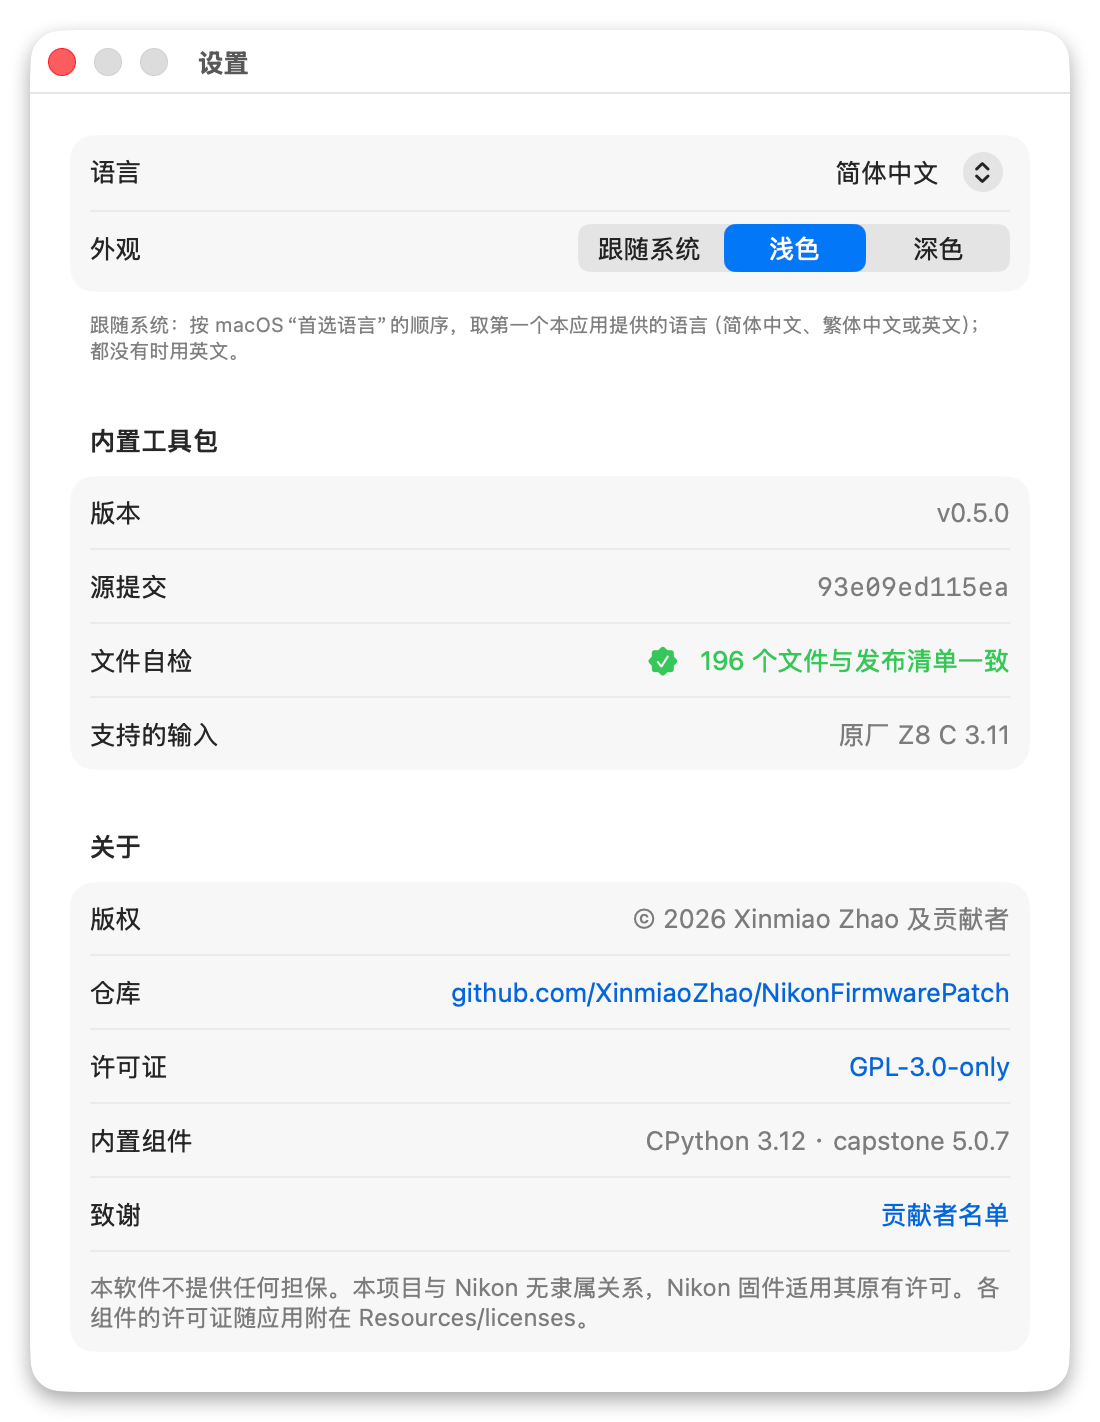 设置
语言 简体中文
外观 跟随系统 浅色 深色
跟随系统：按 macOS“首选语言”的顺序，取第一个本应用提供的语言（简体中文、繁体中文或英文）；
都没有时用英文。
内置工具包
版本 v0.5.0
源提交 93e09ed115ea
文件自检 196 个文件与发布清单一致
支持的输入 原厂 Z8 C 3.11
关于
版权 © 2026 Xinmiao Zhao 及贡献者
仓库 github.com/XinmiaoZhao/NikonFirmwarePatch
许可证 GPL-3.0-only
内置组件 CPython 3.12 · capstone 5.0.7
致谢 贡献者名单
本软件不提供任何担保。本项目与 Nikon 无隶属关系，Nikon 固件适用其原有许可。各
组件的许可证随应用附在 Resources/licenses。